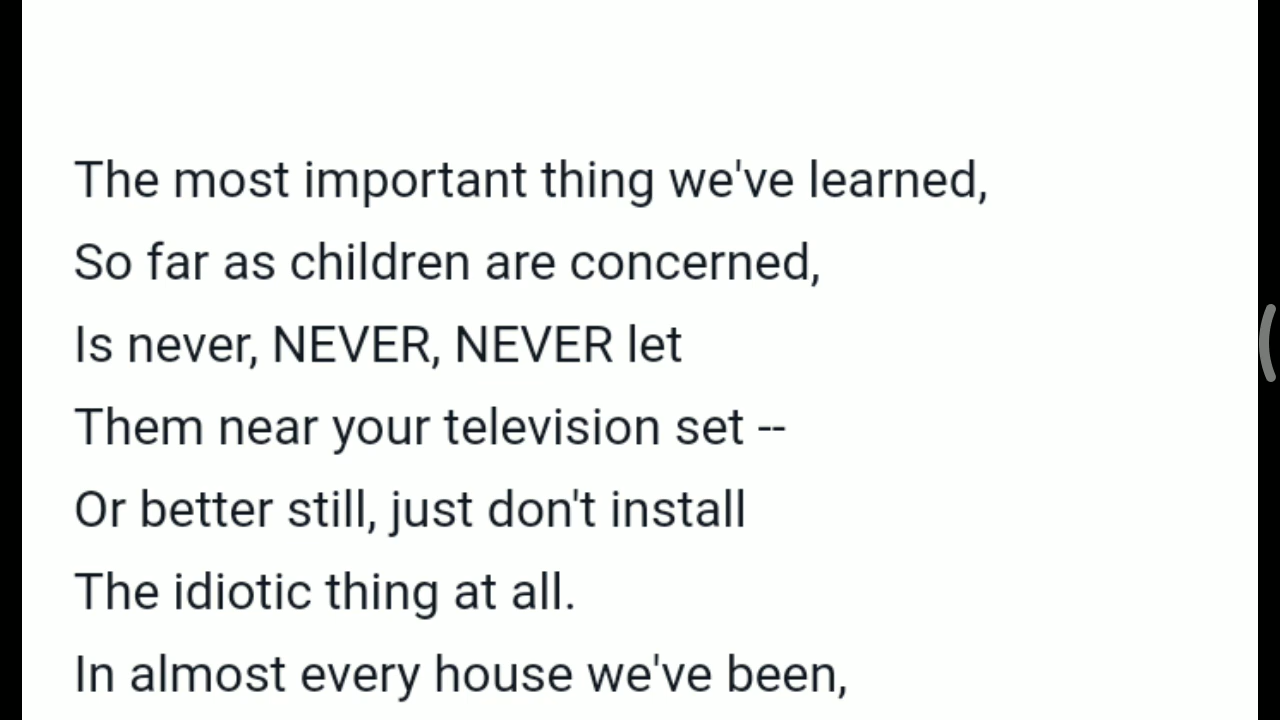 The most important thing we've learned,
So far as children are concerned,
Is never, NEVER, NEVER let
Them near your television set --
Or better still, just don't install
The idiotic thing at all.
In almost every house we've been,